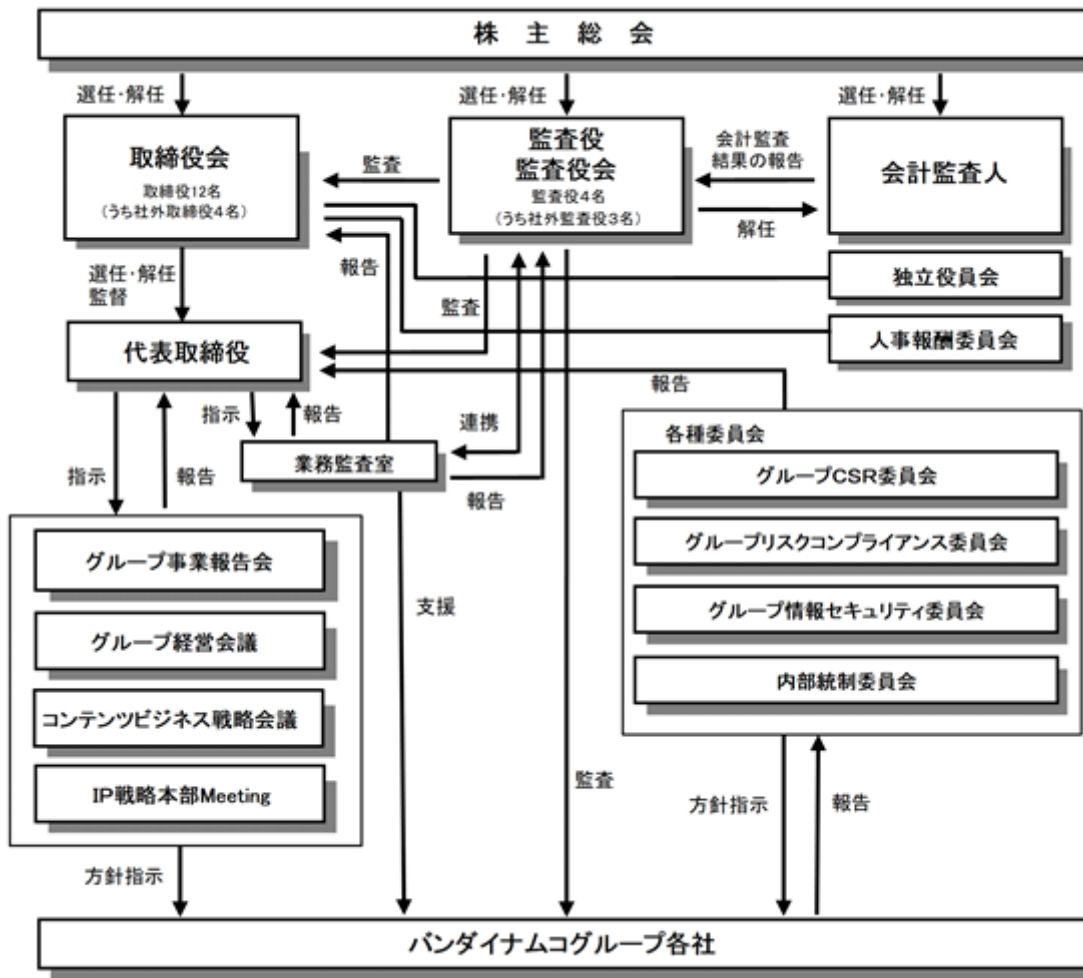 株 主 総 会
選任・解任
選任・解任
選任・解任
取締役会
取締役12名
(うち社外取締役4名)
監査
監査役
監査役会
監査役4名
(うち社外監査役3名)
会計監査
結果の報告
解任
会計監査人
独立役員会
人事報酬委員会
選任・解任
監督
報告
監査
代表取締役
報告
指示
報告
連携
業務監査室
報告
指示
報告
各種委員会
グループCSR委員会
グループリスクコンプライアンス委員会
グループ情報セキュリティ委員会
内部統制委員会
グループ事業報告会
グループ経営会議
コンテンツビジネス戦略会議
IP戦略本部Meeting
支援
監査
方針指示
報告
方針指示
バンダイナムコグループ各社